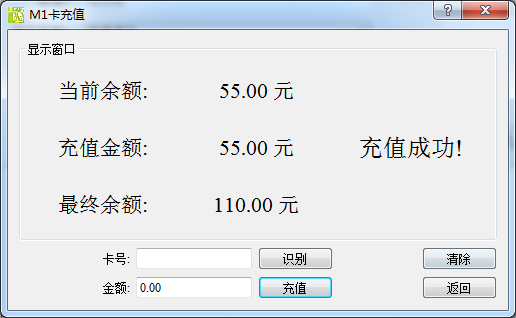 M1卡充值
显示窗口
当前余额: 55.00 元
充值金额: 55.00 元 充值成功!
最终余额: 110.00 元
卡号: 识别 清除
金额: 0.00 充值 返回